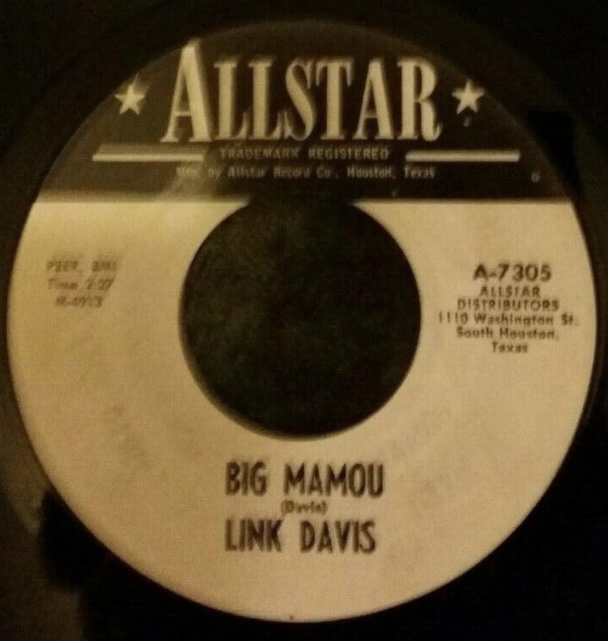 ALLSTAR
TRADEMARK REGISTERED
Mfg. by Allstar Record Co., Houston, Texas
PEER, BMI
Time 2:27
A-7305
ALLSTAR
DISTRIBUTORS
1110 Washington St.
South Houston,
Texas
BIG MAMOU
(Davis)
LINK DAVIS